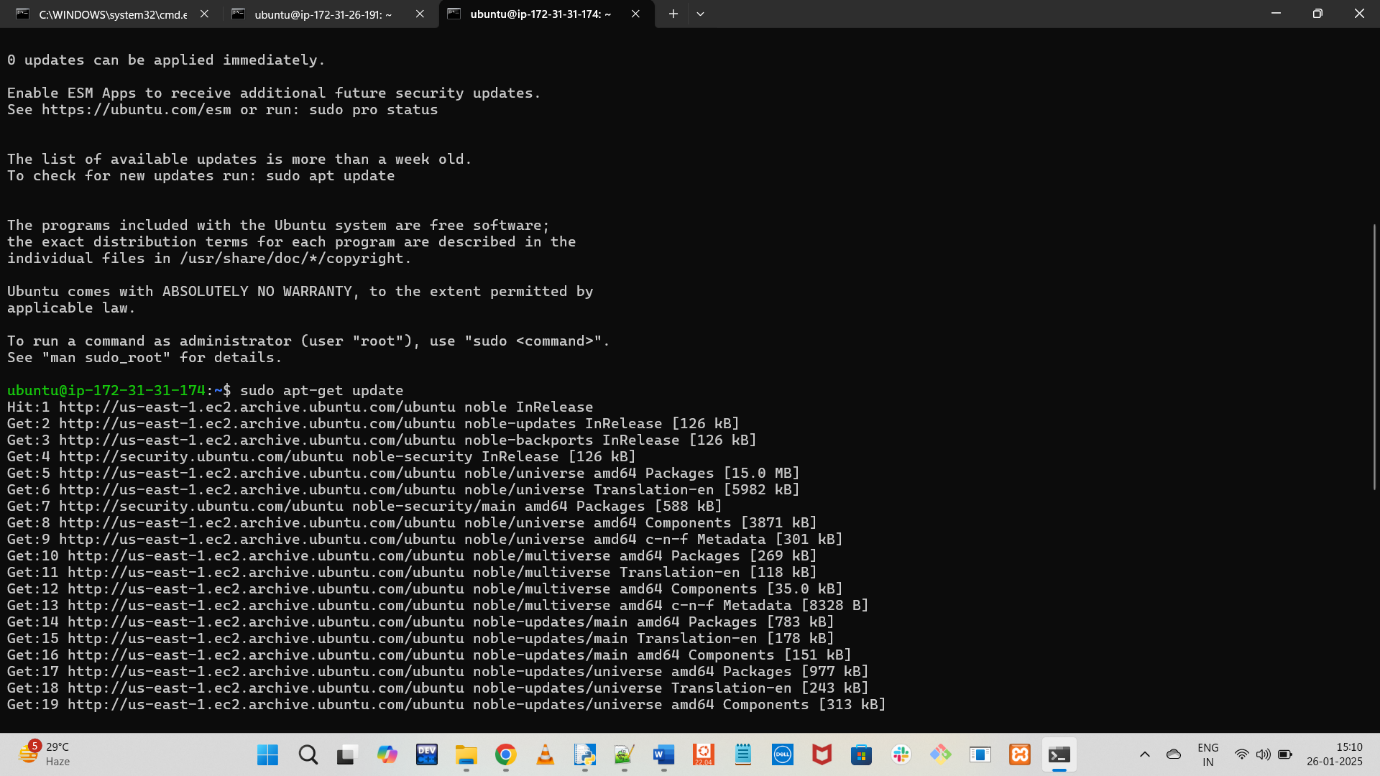 C:\WINDOWS\system32\cmd.e
ubuntu@ip-172-31-26-191: ~
ubuntu@ip-172-31-31-174: ~
0 updates can be applied immediately.
Enable ESM Apps to receive additional future security updates.
See https://ubuntu.com/esm or run: sudo pro status
The list of available updates is more than a week old.
To check for new updates run: sudo apt update
The programs included with the Ubuntu system are free software;
the exact distribution terms for each program are described in the
individual files in /usr/share/doc/*/copyright.
Ubuntu comes with ABSOLUTELY NO WARRANTY, to the extent permitted by
applicable law.
To run a command as administrator (user "root"), use "sudo <command>".
See "man sudo_root" for details.
ubuntu@ip-172-31-31-174:~$ sudo apt-get update
Hit:1 http://us-east-1.ec2.archive.ubuntu.com/ubuntu noble InRelease
Get:2 http://us-east-1.ec2.archive.ubuntu.com/ubuntu noble-updates InRelease [126 kB]
Get:3 http://us-east-1.ec2.archive.ubuntu.com/ubuntu noble-backports InRelease [126 kB]
Get:4 http://security.ubuntu.com/ubuntu noble-security InRelease [126 kB]
Get:5 http://us-east-1.ec2.archive.ubuntu.com/ubuntu noble/universe amd64 Packages [15.0 MB]
Get:6 http://us-east-1.ec2.archive.ubuntu.com/ubuntu noble/universe Translation-en [5982 kB]
Get:7 http://security.ubuntu.com/ubuntu noble-security/main amd64 Packages [588 kB]
Get:8 http://us-east-1.ec2.archive.ubuntu.com/ubuntu noble/universe amd64 Components [3871 kB]
Get:9 http://us-east-1.ec2.archive.ubuntu.com/ubuntu noble/universe amd64 c-n-f Metadata [301 kB]
Get:10 http://us-east-1.ec2.archive.ubuntu.com/ubuntu noble/multiverse amd64 Packages [269 kB]
Get:11 http://us-east-1.ec2.archive.ubuntu.com/ubuntu noble/multiverse Translation-en [118 kB]
Get:12 http://us-east-1.ec2.archive.ubuntu.com/ubuntu noble/multiverse amd64 Components [35.0 kB]
Get:13 http://us-east-1.ec2.archive.ubuntu.com/ubuntu noble/multiverse amd64 c-n-f Metadata [8328 B]
Get:14 http://us-east-1.ec2.archive.ubuntu.com/ubuntu noble-updates/main amd64 Packages [783 kB]
Get:15 http://us-east-1.ec2.archive.ubuntu.com/ubuntu noble-updates/main Translation-en [178 kB]
Get:16 http://us-east-1.ec2.archive.ubuntu.com/ubuntu noble-updates/main amd64 Components [151 kB]
Get:17 http://us-east-1.ec2.archive.ubuntu.com/ubuntu noble-updates/universe amd64 Packages [977 kB]
Get:18 http://us-east-1.ec2.archive.ubuntu.com/ubuntu noble-updates/universe Translation-en [243 kB]
Get:19 http://us-east-1.ec2.archive.ubuntu.com/ubuntu noble-updates/universe amd64 Components [313 kB]
5
29°C
Haze
DEV
22.04
DELL
ENG
IN
15:10
26-01-2025